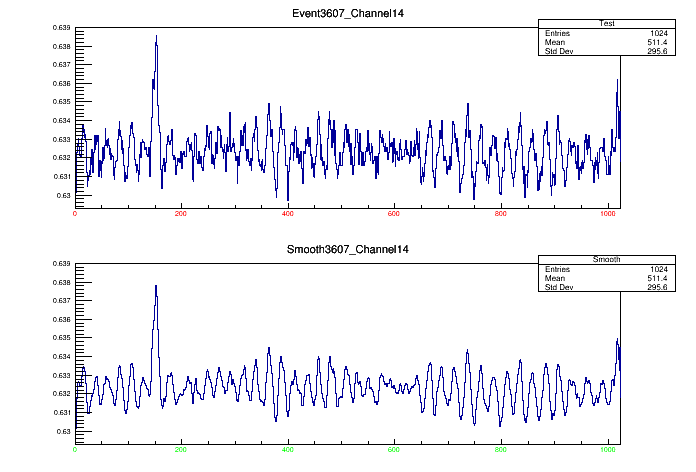 Event3607_Channel14
Test
Entries 1024
Mean 511.4
Std Dev 295.6
0.639
0.638
0.637
0.636
0.635
0.634
0.633
0.632
0.631
0.63
0 200 400 600 800 1000
Smooth3607_Channel14
Smooth
Entries 1024
Mean 511.4
Std Dev 295.6
0.639
0.638
0.637
0.636
0.635
0.634
0.633
0.632
0.631
0.63
0 200 400 600 800 1000